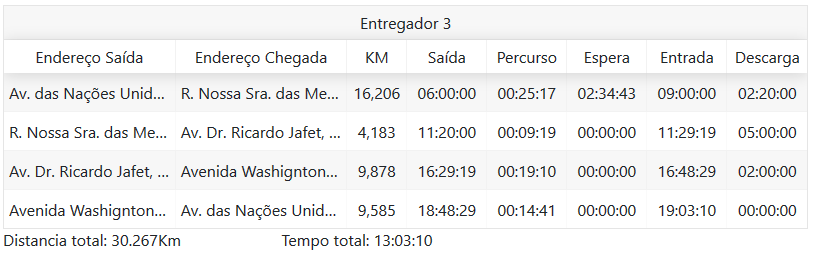 Entregador 3
Endereço Saída Endereço Chegada KM Saída Percurso Espera Entrada Descarga
Av. das Nações Unid... R. Nossa Sra. das Me... 16,206 06:00:00 00:25:17 02:34:43 09:00:00 02:20:00
R. Nossa Sra. das Me... Av. Dr. Ricardo Jafet, ... 4,183 11:20:00 00:09:19 00:00:00 11:29:19 05:00:00
Av. Dr. Ricardo Jafet, ... Avenida Washignton... 9,878 16:29:19 00:19:10 00:00:00 16:48:29 02:00:00
Avenida Washignton... Av. das Nações Unid... 9,585 18:48:29 00:14:41 00:00:00 19:03:10 00:00:00
Distancia total: 30.267Km Tempo total: 13:03:10